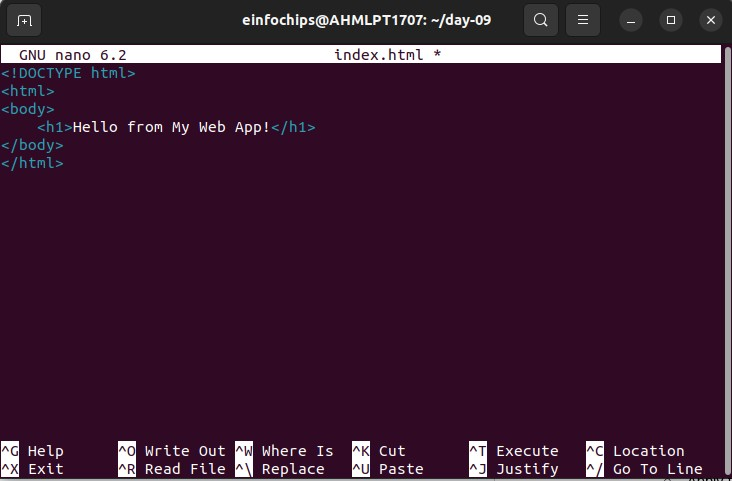 einfochips@AHMLPT1707: ~/day-09
GNU nano 6.2 index.html *
<!DOCTYPE html>
<html>
<body>
    <h1>Hello from My Web App!</h1>
</body>
</html>
^G Help ^O Write Out ^W Where Is ^K Cut ^T Execute ^C Location
^X Exit ^R Read File ^\ Replace ^U Paste ^J Justify ^/ Go To Line